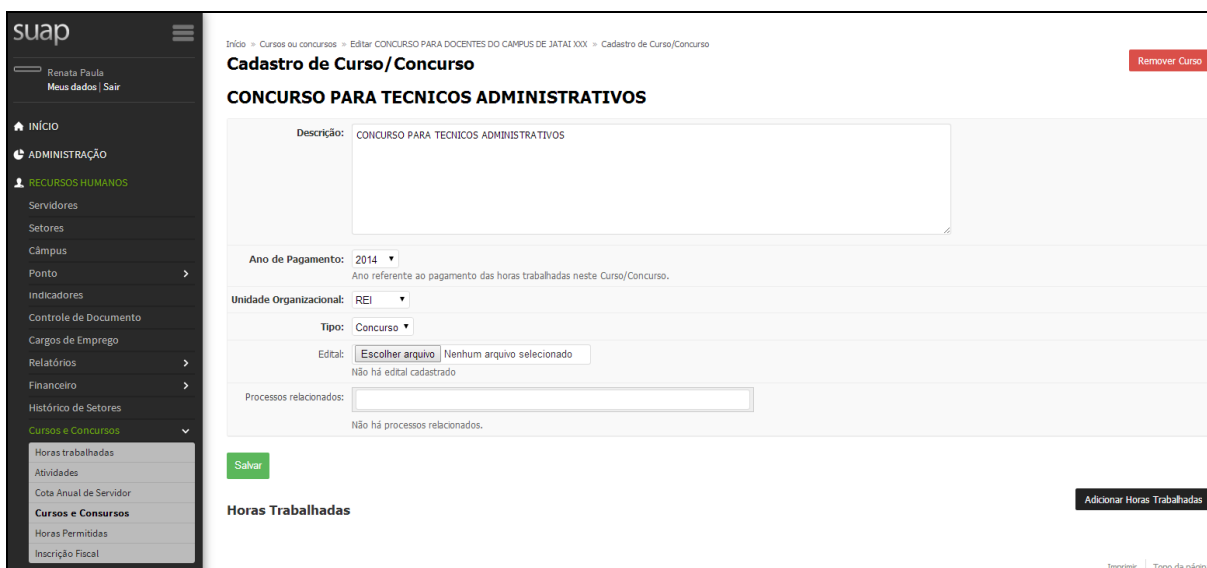 suap
Renata Paula
Meus dados | Sair
INÍCIO
ADMINISTRAÇÃO
RECURSOS HUMANOS
Servidores
Setores
Câmpus
Ponto
Indicadores
Controle de Documento
Cargos de Emprego
Relatórios
Financeiro
Histórico de Setores
Cursos e Concursos
Horas trabalhadas
Atividades
Cota Anual de Servidor
Cursos e Consursos
Horas Permitidas
Inscrição Fiscal
Início » Cursos ou concursos » Editar CONCURSO PARA DOCENTES DO CAMPUS DE JATAI XXX » Cadastro de Curso/Concurso
Cadastro de Curso/Concurso
Remover Curso
CONCURSO PARA TECNICOS ADMINISTRATIVOS
Descrição: CONCURSO PARA TECNICOS ADMINISTRATIVOS
Ano de Pagamento: 2014
Ano referente ao pagamento das horas trabalhadas neste Curso/Concurso.
Unidade Organizacional: REI
Tipo: Concurso
Edital: Escolher arquivo Nenhum arquivo selecionado
Não há edital cadastrado
Processos relacionados:
Não há processos relacionados.
Salvar
Adicionar Horas Trabalhadas
Horas Trabalhadas
Imprimir | Topo da págin